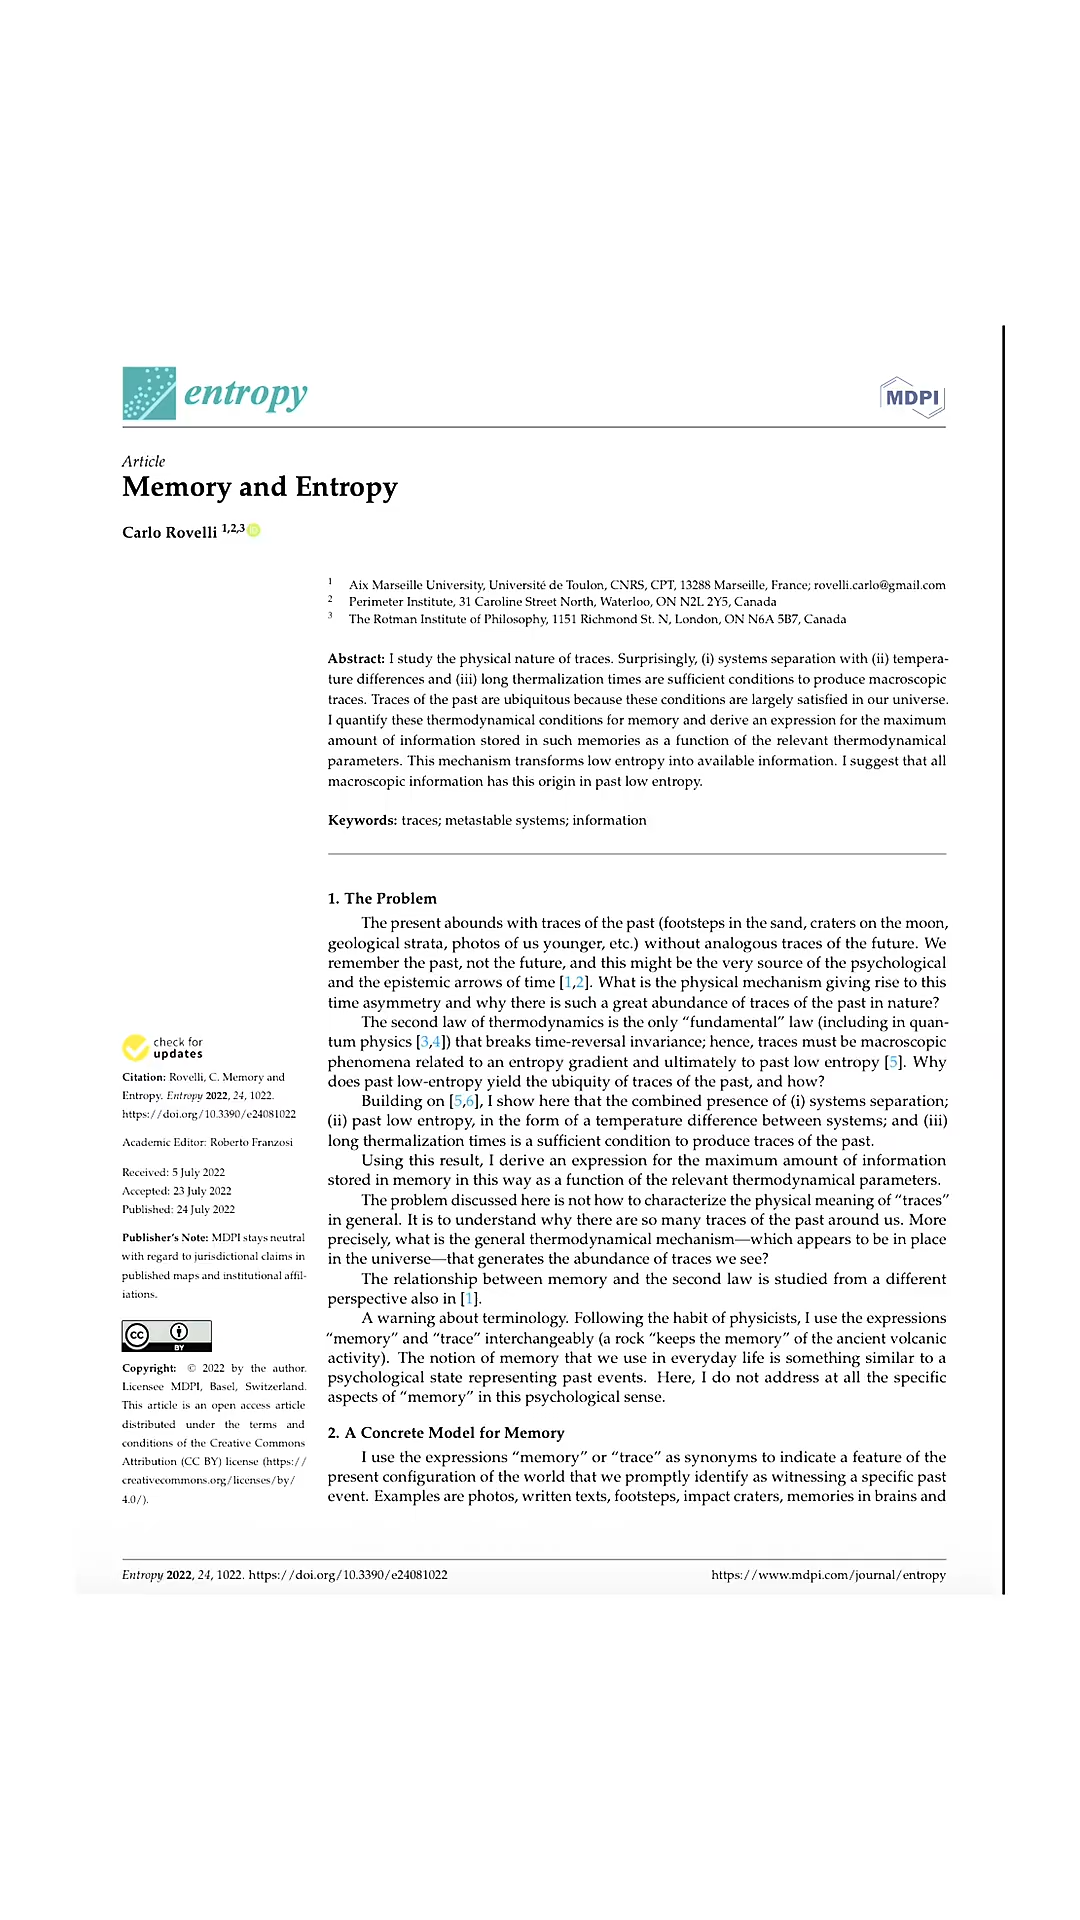 entropy
MDPI
Article
Memory and Entropy
Carlo Rovelli 1,2,3 iD
1 Aix Marseille University, Université de Toulon, CNRS, CPT, 13288 Marseille, France; rovelli.carlo@gmail.com
2 Perimeter Institute, 31 Caroline Street North, Waterloo, ON N2L 2Y5, Canada
3 The Rotman Institute of Philosophy, 1151 Richmond St. N, London, ON N6A 5B7, Canada
Abstract: I study the physical nature of traces. Surprisingly, (i) systems separation with (ii) tempera-
ture differences and (iii) long thermalization times are sufficient conditions to produce macroscopic
traces. Traces of the past are ubiquitous because these conditions are largely satisfied in our universe.
I quantify these thermodynamical conditions for memory and derive an expression for the maximum
amount of information stored in such memories as a function of the relevant thermodynamical
parameters. This mechanism transforms low entropy into available information. I suggest that all
macroscopic information has this origin in past low entropy.
Keywords: traces; metastable systems; information
1. The Problem
The present abounds with traces of the past (footsteps in the sand, craters on the moon,
geological strata, photos of us younger, etc.) without analogous traces of the future. We
remember the past, not the future, and this might be the very source of the psychological
and the epistemic arrows of time [1,2]. What is the physical mechanism giving rise to this
time asymmetry and why there is such a great abundance of traces of the past in nature?
The second law of thermodynamics is the only “fundamental” law (including in quan-
tum physics [3,4]) that breaks time-reversal invariance; hence, traces must be macroscopic
phenomena related to an entropy gradient and ultimately to past low entropy [5]. Why
does past low-entropy yield the ubiquity of traces of the past, and how?
Building on [5,6], I show here that the combined presence of (i) systems separation;
(ii) past low entropy, in the form of a temperature difference between systems; and (iii)
long thermalization times is a sufficient condition to produce traces of the past.
Using this result, I derive an expression for the maximum amount of information
stored in memory in this way as a function of the relevant thermodynamical parameters.
The problem discussed here is not how to characterize the physical meaning of “traces”
in general. It is to understand why there are so many traces of the past around us. More
precisely, what is the general thermodynamical mechanism—which appears to be in place
in the universe—that generates the abundance of traces we see?
The relationship between memory and the second law is studied from a different
perspective also in [1].
A warning about terminology. Following the habit of physicists, I use the expressions
“memory” and “trace” interchangeably (a rock “keeps the memory” of the ancient volcanic
activity). The notion of memory that we use in everyday life is something similar to a
psychological state representing past events. Here, I do not address at all the specific
aspects of “memory” in this psychological sense.
2. A Concrete Model for Memory
I use the expressions “memory” or “trace” as synonyms to indicate a feature of the
present configuration of the world that we promptly identify as witnessing a specific past
event. Examples are photos, written texts, footsteps, impact craters, memories in brains and
check for
updates
Citation: Rovelli, C. Memory and
Entropy. Entropy 2022, 24, 1022.
https://doi.org/10.3390/e24081022
Academic Editor: Roberto Franzosi
Received: 5 July 2022
Accepted: 23 July 2022
Published: 24 July 2022
Publisher’s Note: MDPI stays neutral
with regard to jurisdictional claims in
published maps and institutional affil-
iations.
cc
BY
Copyright: © 2022 by the author.
Licensee MDPI, Basel, Switzerland.
This article is an open access article
distributed under the terms and
conditions of the Creative Commons
Attribution (CC BY) license (https://
creativecommons.org/licenses/by/
4.0/).
Entropy 2022, 24, 1022. https://doi.org/10.3390/e24081022
https://www.mdpi.com/journal/entropy